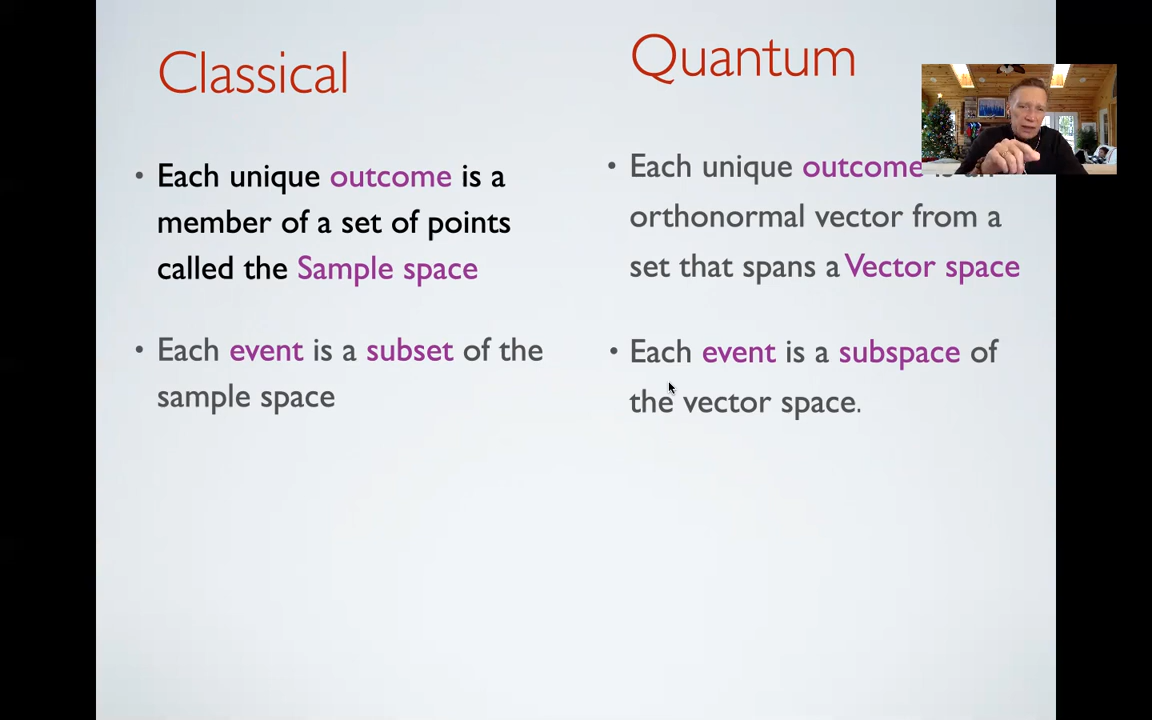 Classical
• Each unique outcome is a
member of a set of points
called the Sample space
• Each event is a subset of the
sample space
Quantum
• Each unique outcome
orthonormal vector from a
set that spans a Vector space
• Each event is a subspace of
the vector space.